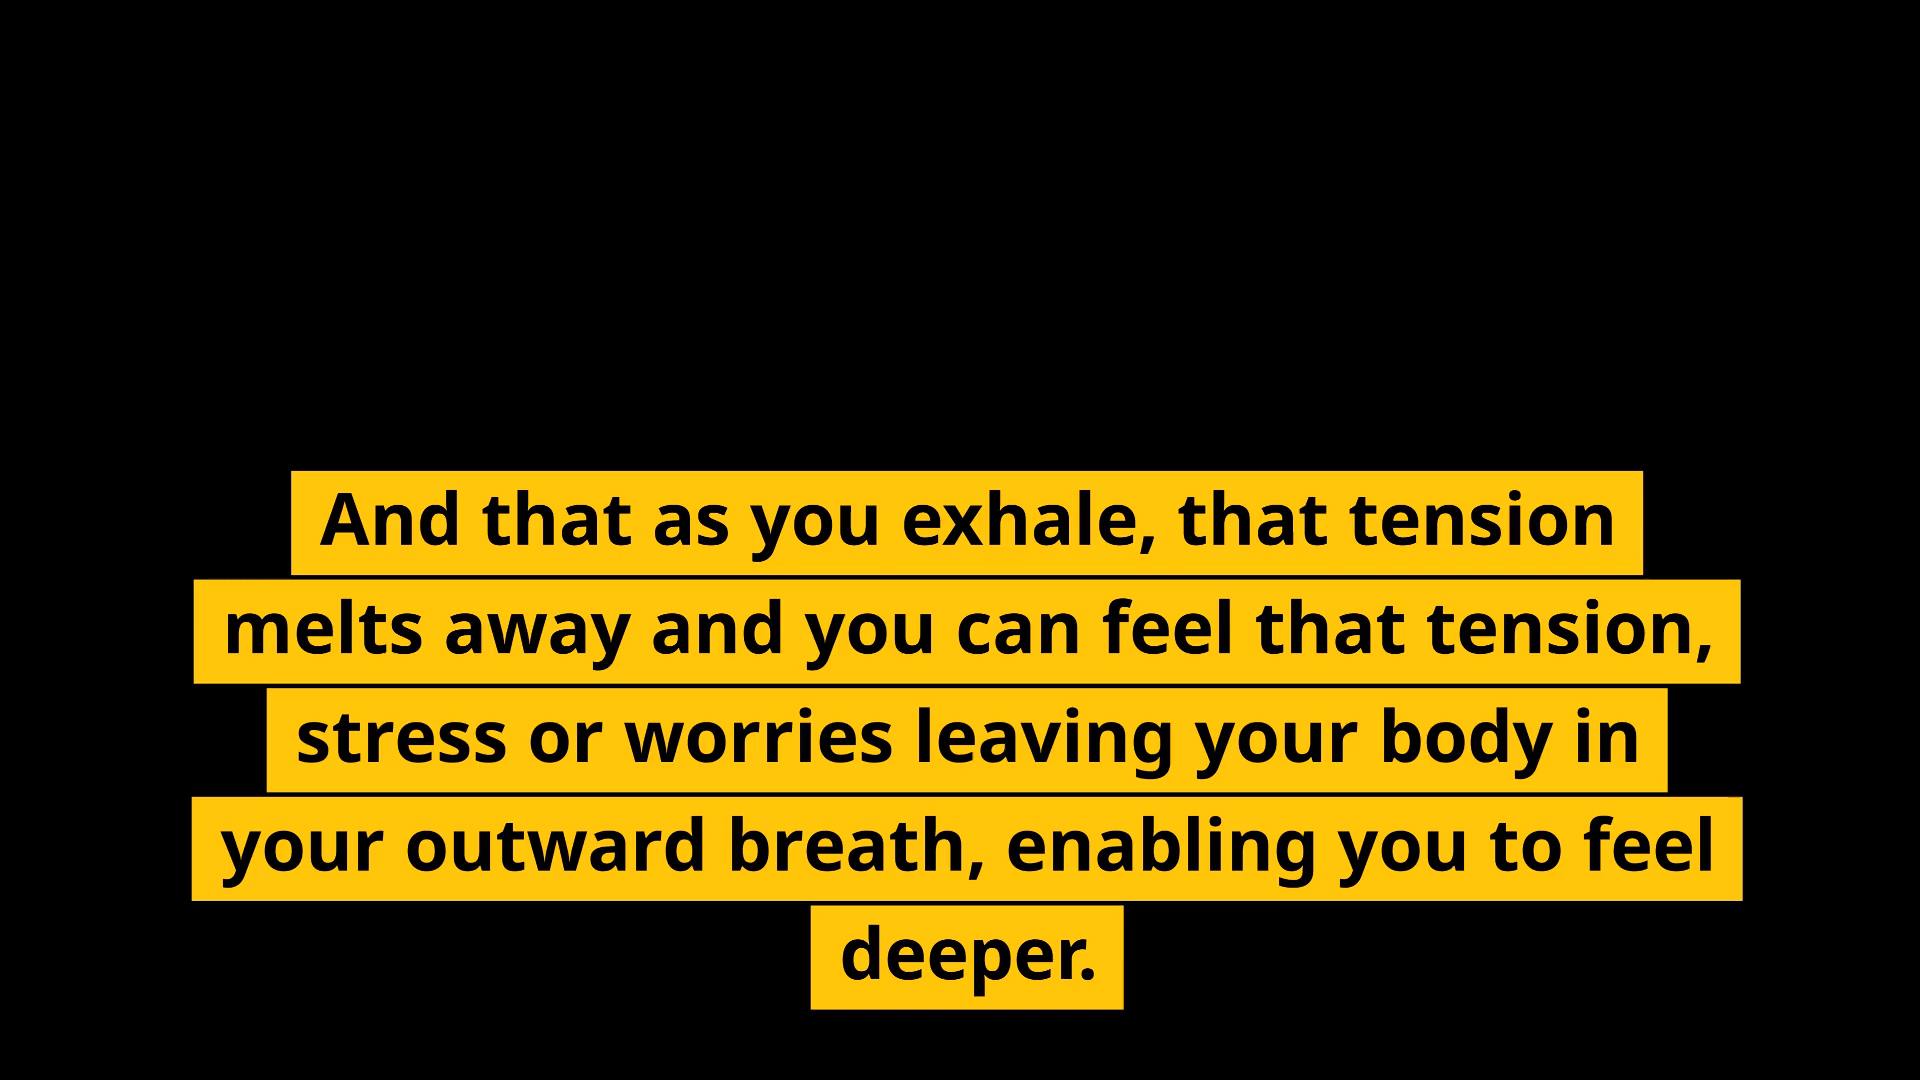 And that as you exhale, that tension
melts away and you can feel that tension,
stress or worries leaving your body in
your outward breath, enabling you to feel
deeper.